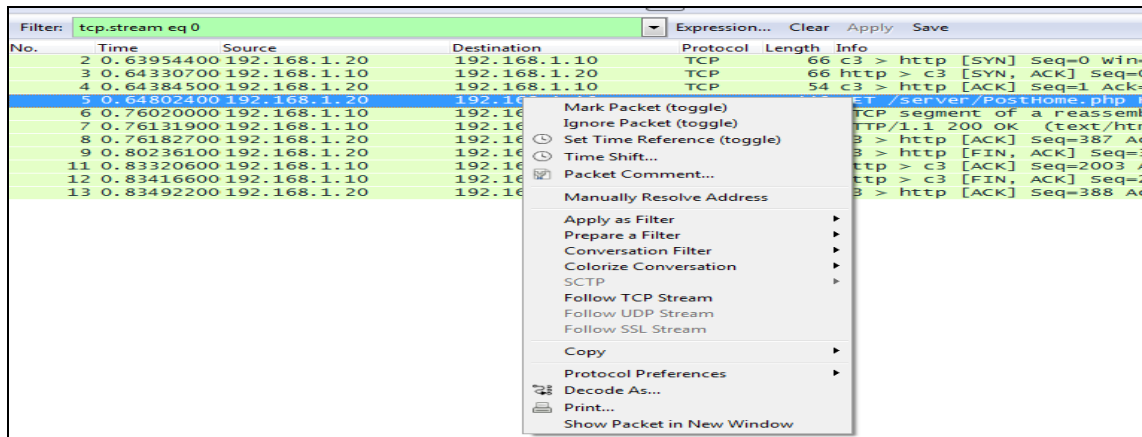 Filter: tcp.stream eq 0 Expression... Clear Apply Save
No. Time Source Destination Protocol Length Info
2 0.63954400 192.168.1.20 192.168.1.10 TCP 66 c3 > http [SYN] Seq=0 Win=
3 0.64330700 192.168.1.10 192.168.1.20 TCP 66 http > c3 [SYN, ACK] Seq=0
4 0.64384500 192.168.1.20 192.168.1.10 TCP 54 c3 > http [ACK] Seq=1 Ack=
5 0.64802400 192.168.1.20 ET /server/PostHome.php
6 0.76020000 192.168.1.10 192.16 TCP segment of a reassemb
7 0.76131900 192.168.1.10 192.16 TTP/1.1 200 OK (text/ht
8 0.76182700 192.168.1.20 192.16 3 > http [ACK] Seq=387 A
9 0.80236100 192.168.1.20 192.16 3 > http [FIN, ACK] Seq=3
11 0.83320600 192.168.1.10 192.16 ttp > c3 [ACK] Seq=2003 A
12 0.83416600 192.168.1.10 192.16 ttp > c3 [FIN, ACK] Seq=2
13 0.83492200 192.168.1.20 192.16 3 > http [ACK] Seq=388 A
Mark Packet (toggle)
Ignore Packet (toggle)
Set Time Reference (toggle)
Time Shift...
Packet Comment...
Manually Resolve Address
Apply as Filter
Prepare a Filter
Conversation Filter
Colorize Conversation
SCTP
Follow TCP Stream
Follow UDP Stream
Follow SSL Stream
Copy
Protocol Preferences
Decode As...
Print...
Show Packet in New Window